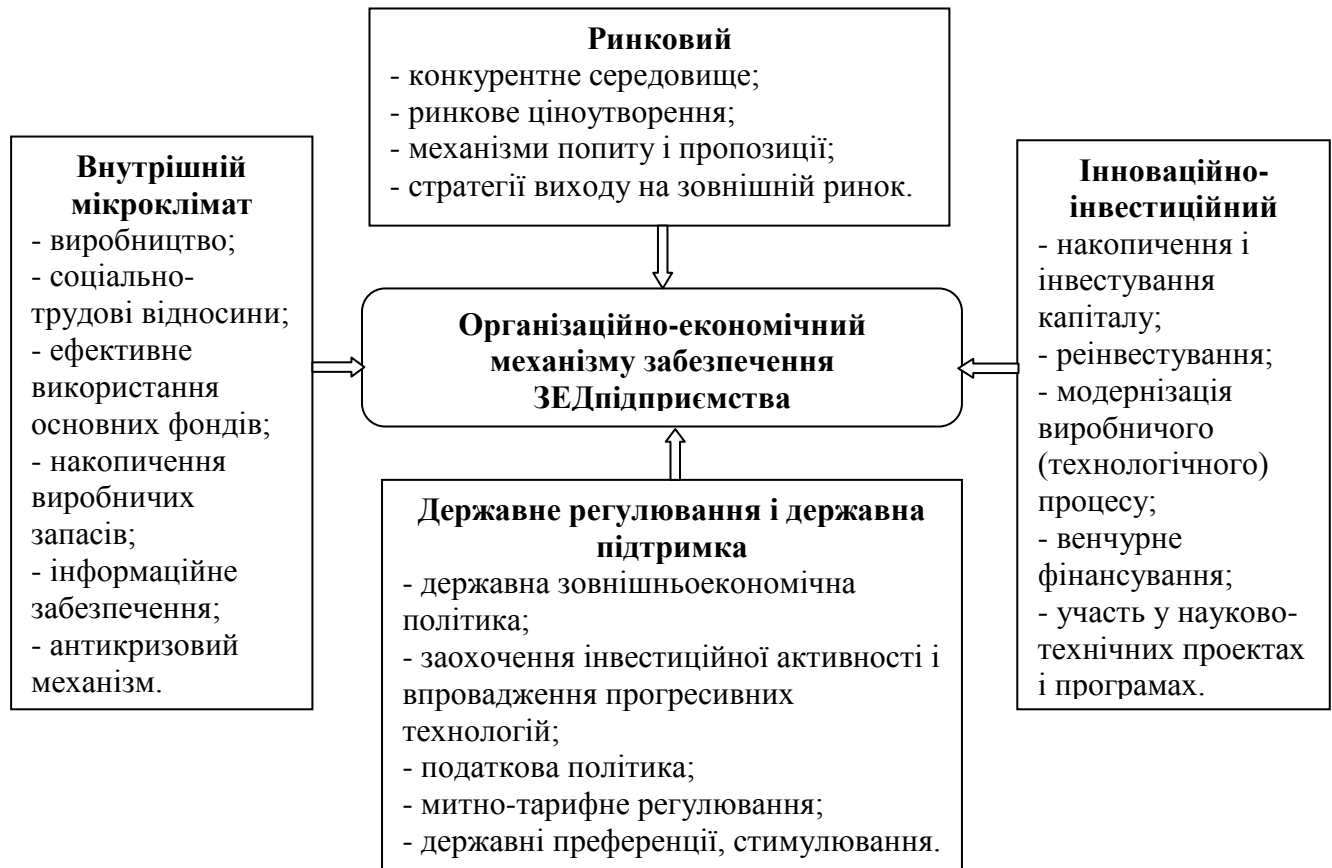 Ринковий
- конкурентне середовище;
- ринкове ціноутворення;
- механізми попиту і пропозиції;
- стратегії виходу на зовнішній ринок.
Внутрішній
мікроклімат
- виробництво;
- соціально-
трудові відносини;
- ефективне
використання
основних фондів;
- накопичення
виробничих
запасів;
- інформаційне
забезпечення;
- антикризовий
механізм.
Організаційно-економічний
механізму забезпечення
ЗЕДпідприємства
Інноваційно-
інвестиційний
- накопичення і
інвестування
капіталу;
- реінвестування;
- модернізація
виробничого
(технологічного)
процесу;
- венчурне
фінансування;
- участь у науково-
технічних проектах
і програмах.
Державне регулювання і державна
підтримка
- державна зовнішньоекономічна
політика;
- заохочення інвестиційної активності і
впровадження прогресивних
технологій;
- податкова політика;
- митно-тарифне регулювання;
- державні преференції, стимулювання.